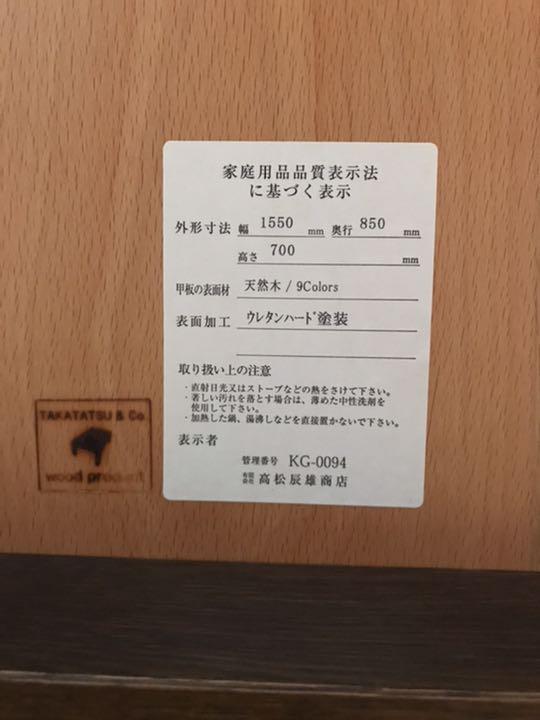 家庭用品品質表示法
に基づく表示
外形寸法 幅 1550 mm 奥行 850 mm
高さ 700 mm
甲板の表面材 天然木 / 9Colors
表面加工 ウレタンハード塗装
取り扱い上の注意
・直射日光又はストーブなどの熱をさけて下さい。
・著しい汚れを落とす場合は、薄めた中性洗剤を
使用して下さい。
・加熱した鍋、湯沸しなどを直接置かないで下さい。
表示者
管理番号 KG-0094
有限会社 高松辰雄商店
TAKATATSU & Co.
wood product